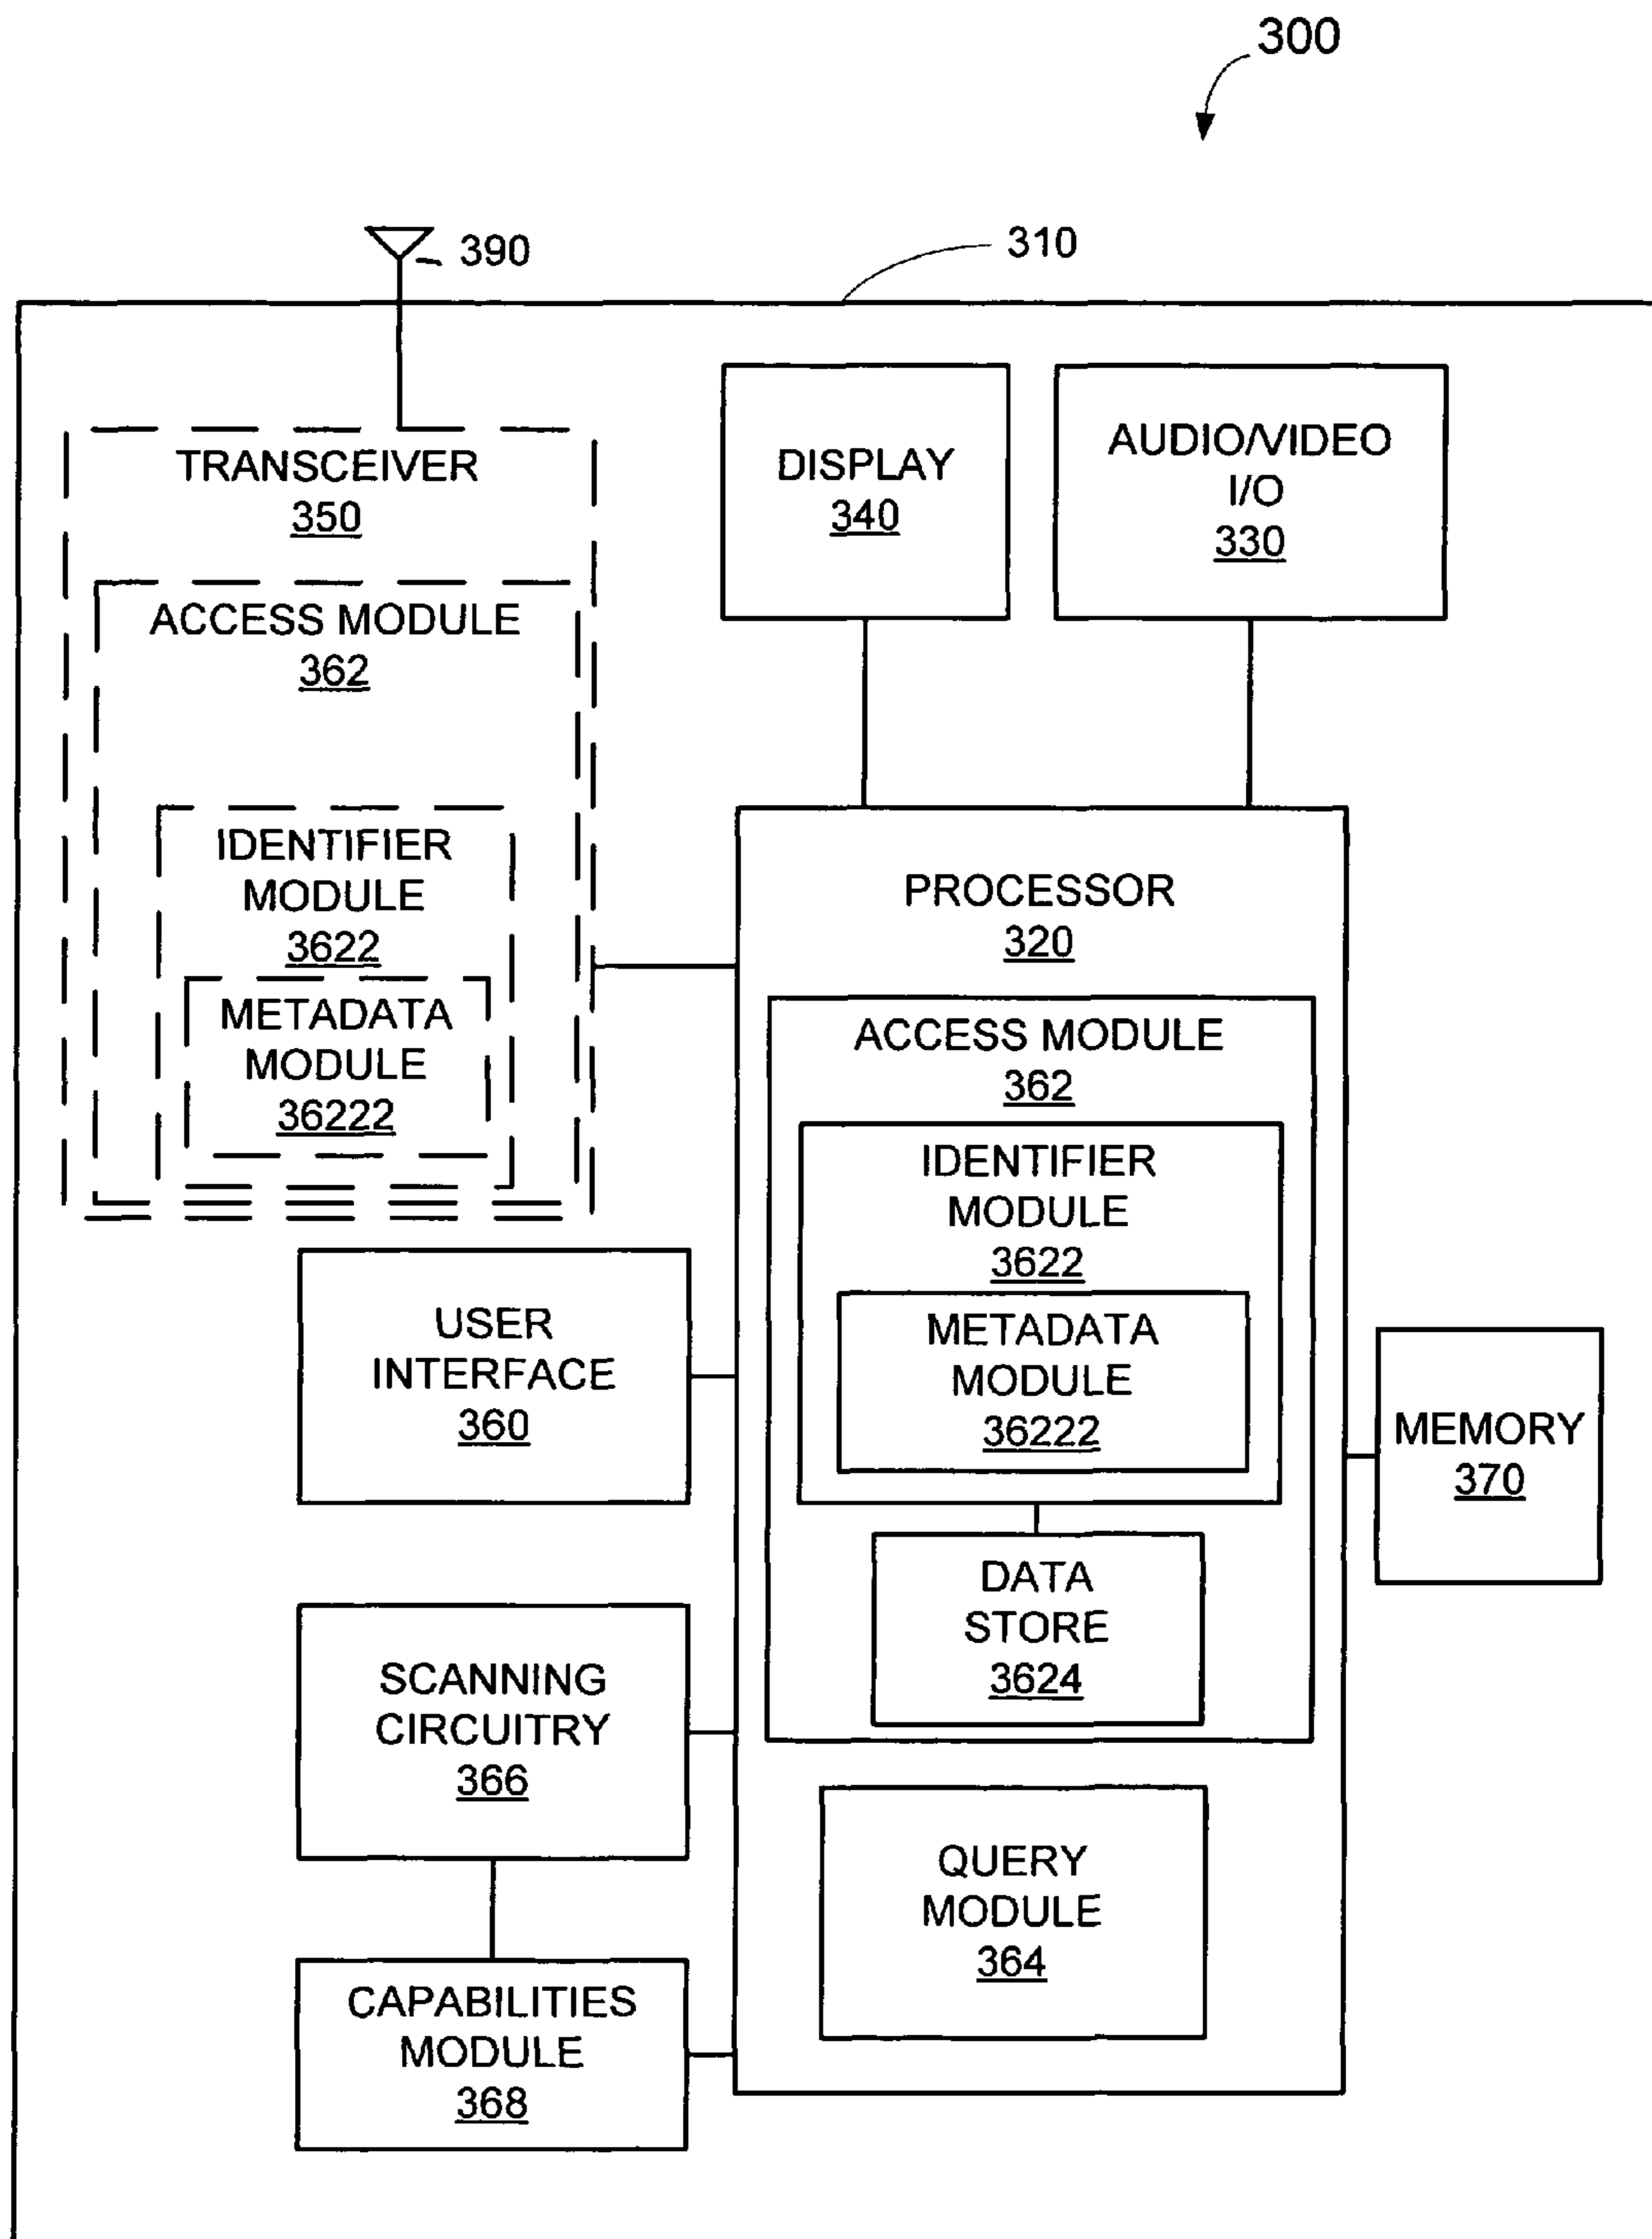 300
390
310
TRANSCEIVER
350
DISPLAY
340
AUDIO/VIDEO
I/O
330
ACCESS MODULE
362
IDENTIFIER
MODULE
3622
METADATA
MODULE
36222
PROCESSOR
320
ACCESS MODULE
362
IDENTIFIER
MODULE
3622
METADATA
MODULE
36222
DATA
STORE
3624
QUERY
MODULE
364
USER
INTERFACE
360
SCANNING
CIRCUITRY
366
CAPABILITIES
MODULE
368
MEMORY
370